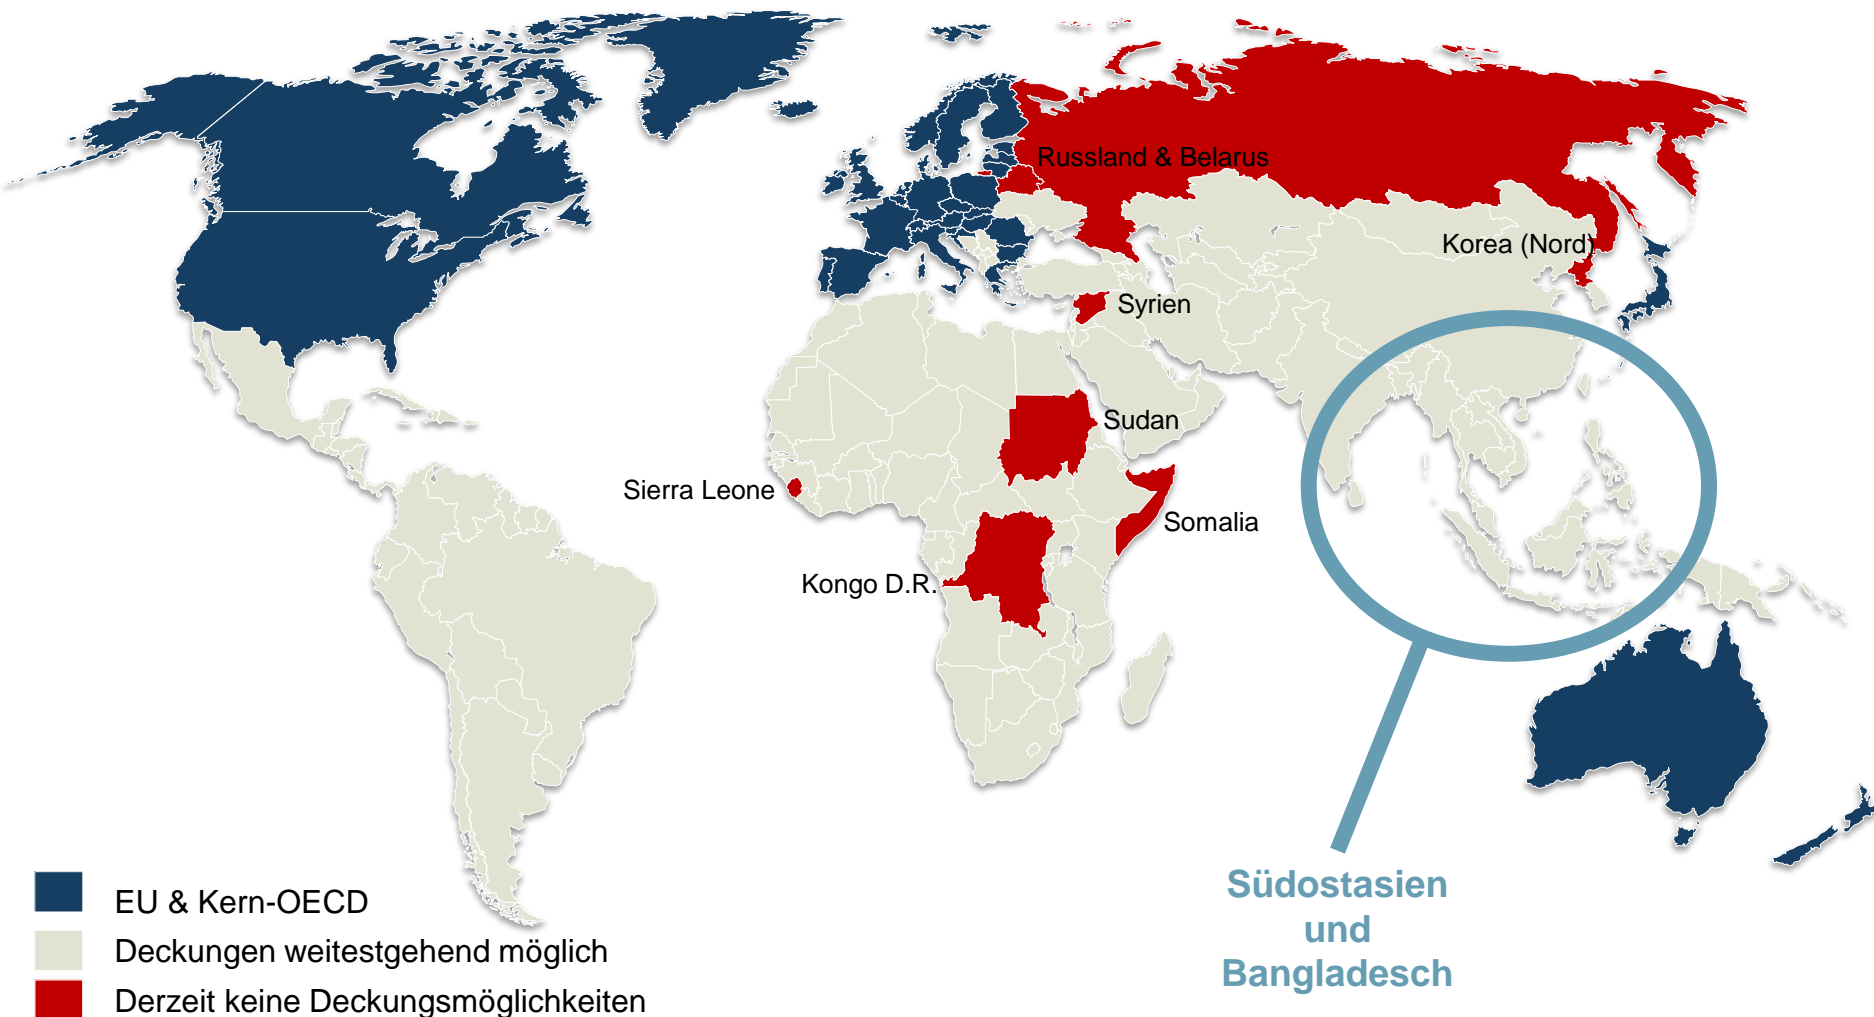 Russland & Belarus
Korea (Nord)
Syrien
Sudan
Sierra Leone
Somalia
Kongo D.R.
Südostasien
und
Bangladesch
EU & Kern-OECD
Deckungen weitestgehend möglich
Derzeit keine Deckungsmöglichkeiten